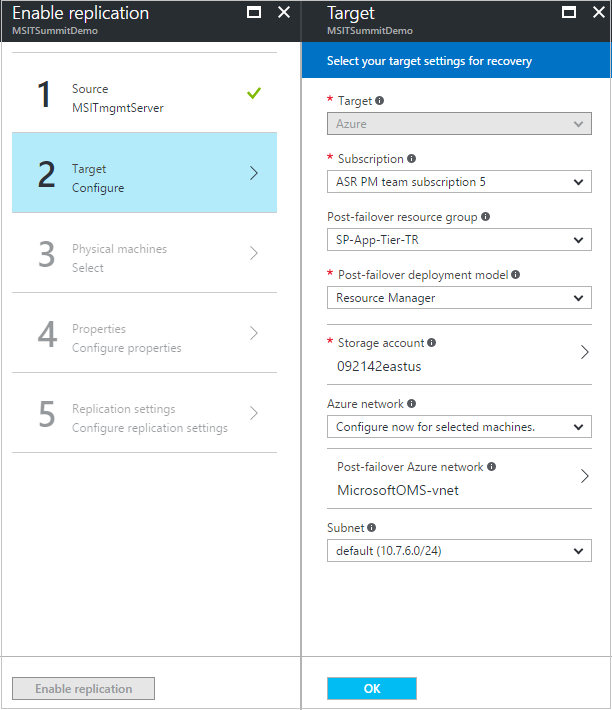 Enable replication
MSITSummitDemo
1
Source
MSITmgmtServer
2
Target
Configure
3
Physical machines
Select
4
Properties
Configure properties
5
Replication settings
Configure replication settings
Enable replication
Target
MSITSummitDemo
Select your target settings for recovery
* Target
Azure
* Subscription
ASR PM team subscription 5
Post-failover resource group
SP-App-Tier-TR
* Post-failover deployment model
Resource Manager
* Storage account
092142eastus
Azure network
Configure now for selected machines.
Post-failover Azure network
MicrosoftOMS-vnet
Subnet
default (10.7.6.0/24)
OK